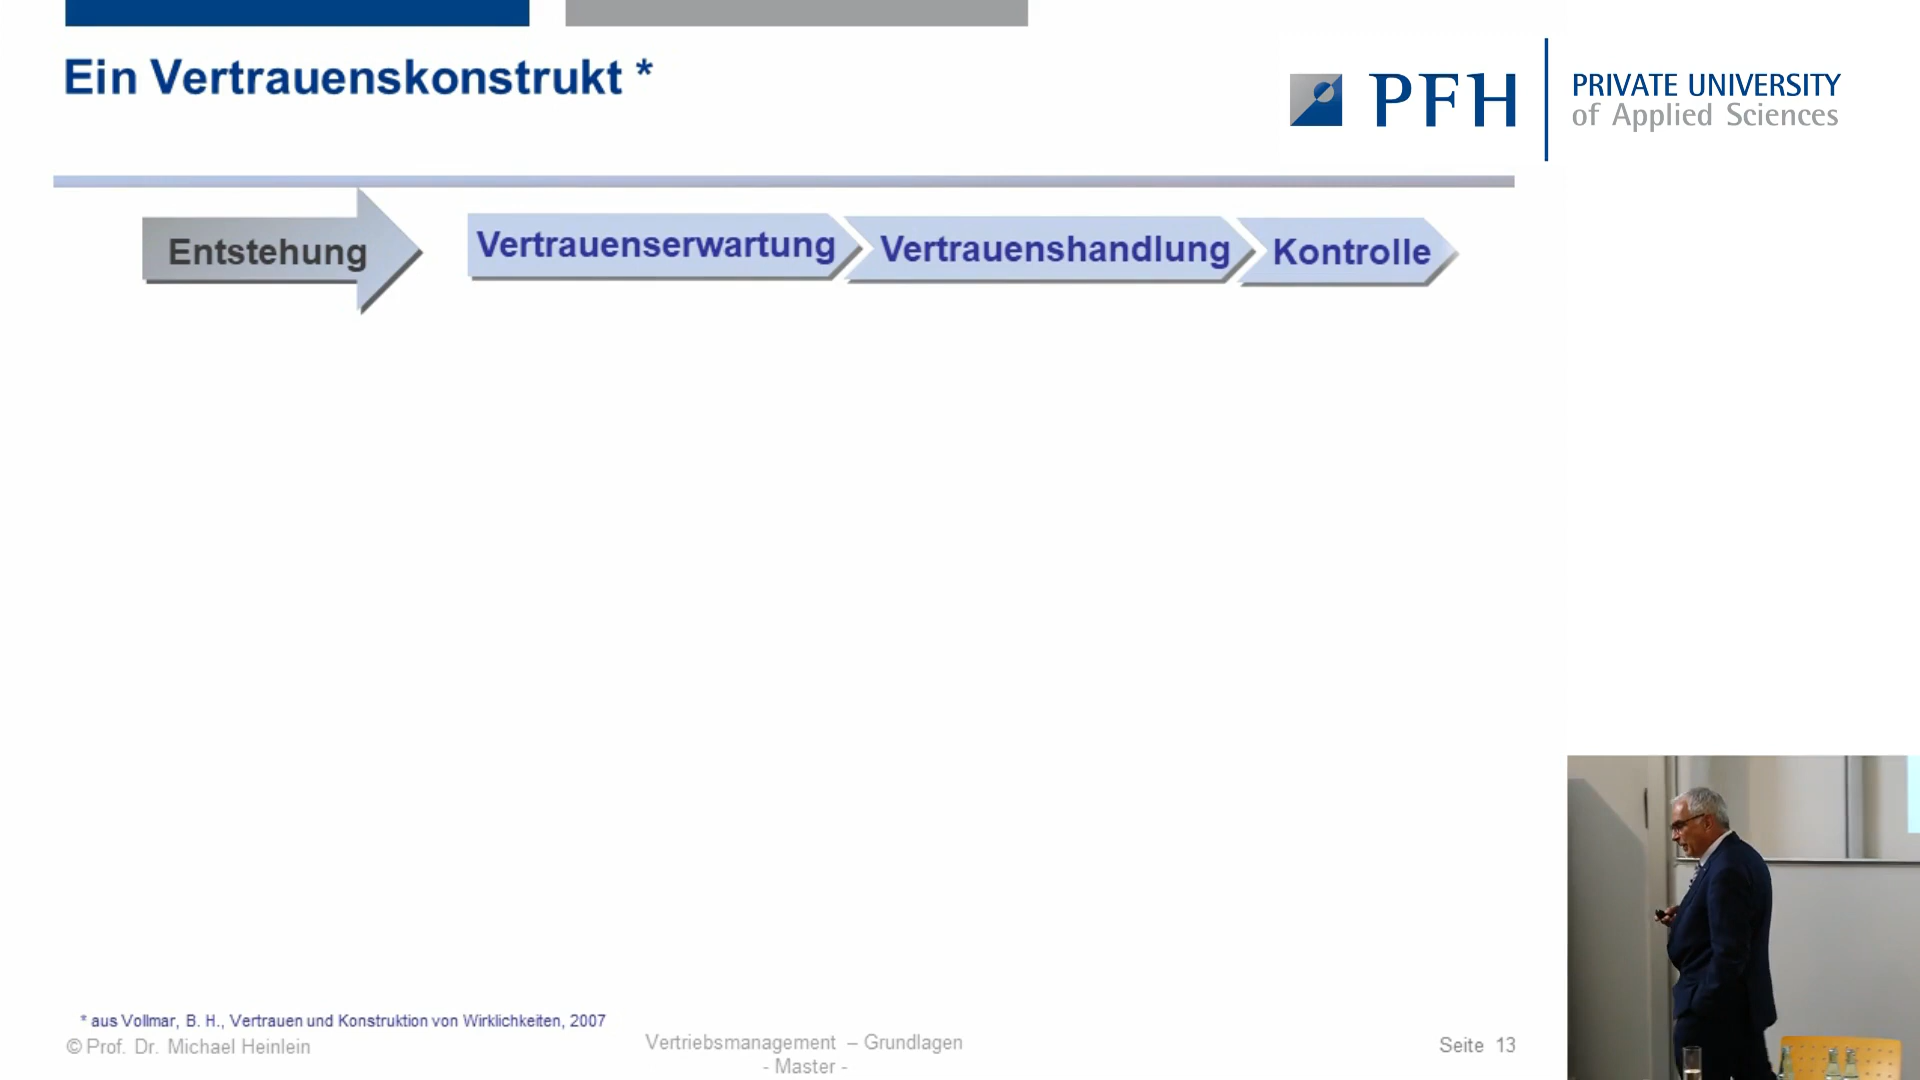 Ein Vertrauenskonstrukt *
PFH
PRIVATE UNIVERSITY
of Applied Sciences
Entstehung
Vertrauenserwartung
Vertrauenshandlung
Kontrolle
* aus Vollmar, B. H., Vertrauen und Konstruktion von Wirklichkeiten, 2007
© Prof. Dr. Michael Heinlein
Vertriebsmanagement – Grundlagen
- Master -
Seite 13